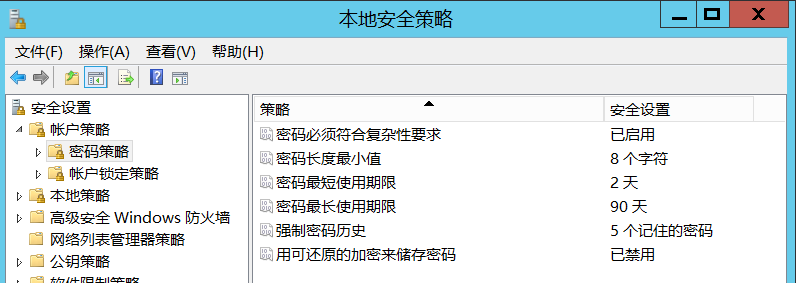 本地安全策略
文件(F) 操作(A) 查看(V) 帮助(H)
安全设置
帐户策略
密码策略
帐户锁定策略
本地策略
高级安全 Windows 防火墙
网络列表管理器策略
公钥策略
软件限制策略
策略 安全设置
密码必须符合复杂性要求 已启用
密码长度最小值 8 个字符
密码最短使用期限 2 天
密码最长使用期限 90 天
强制密码历史 5 个记住的密码
用可还原的加密来储存密码 已禁用